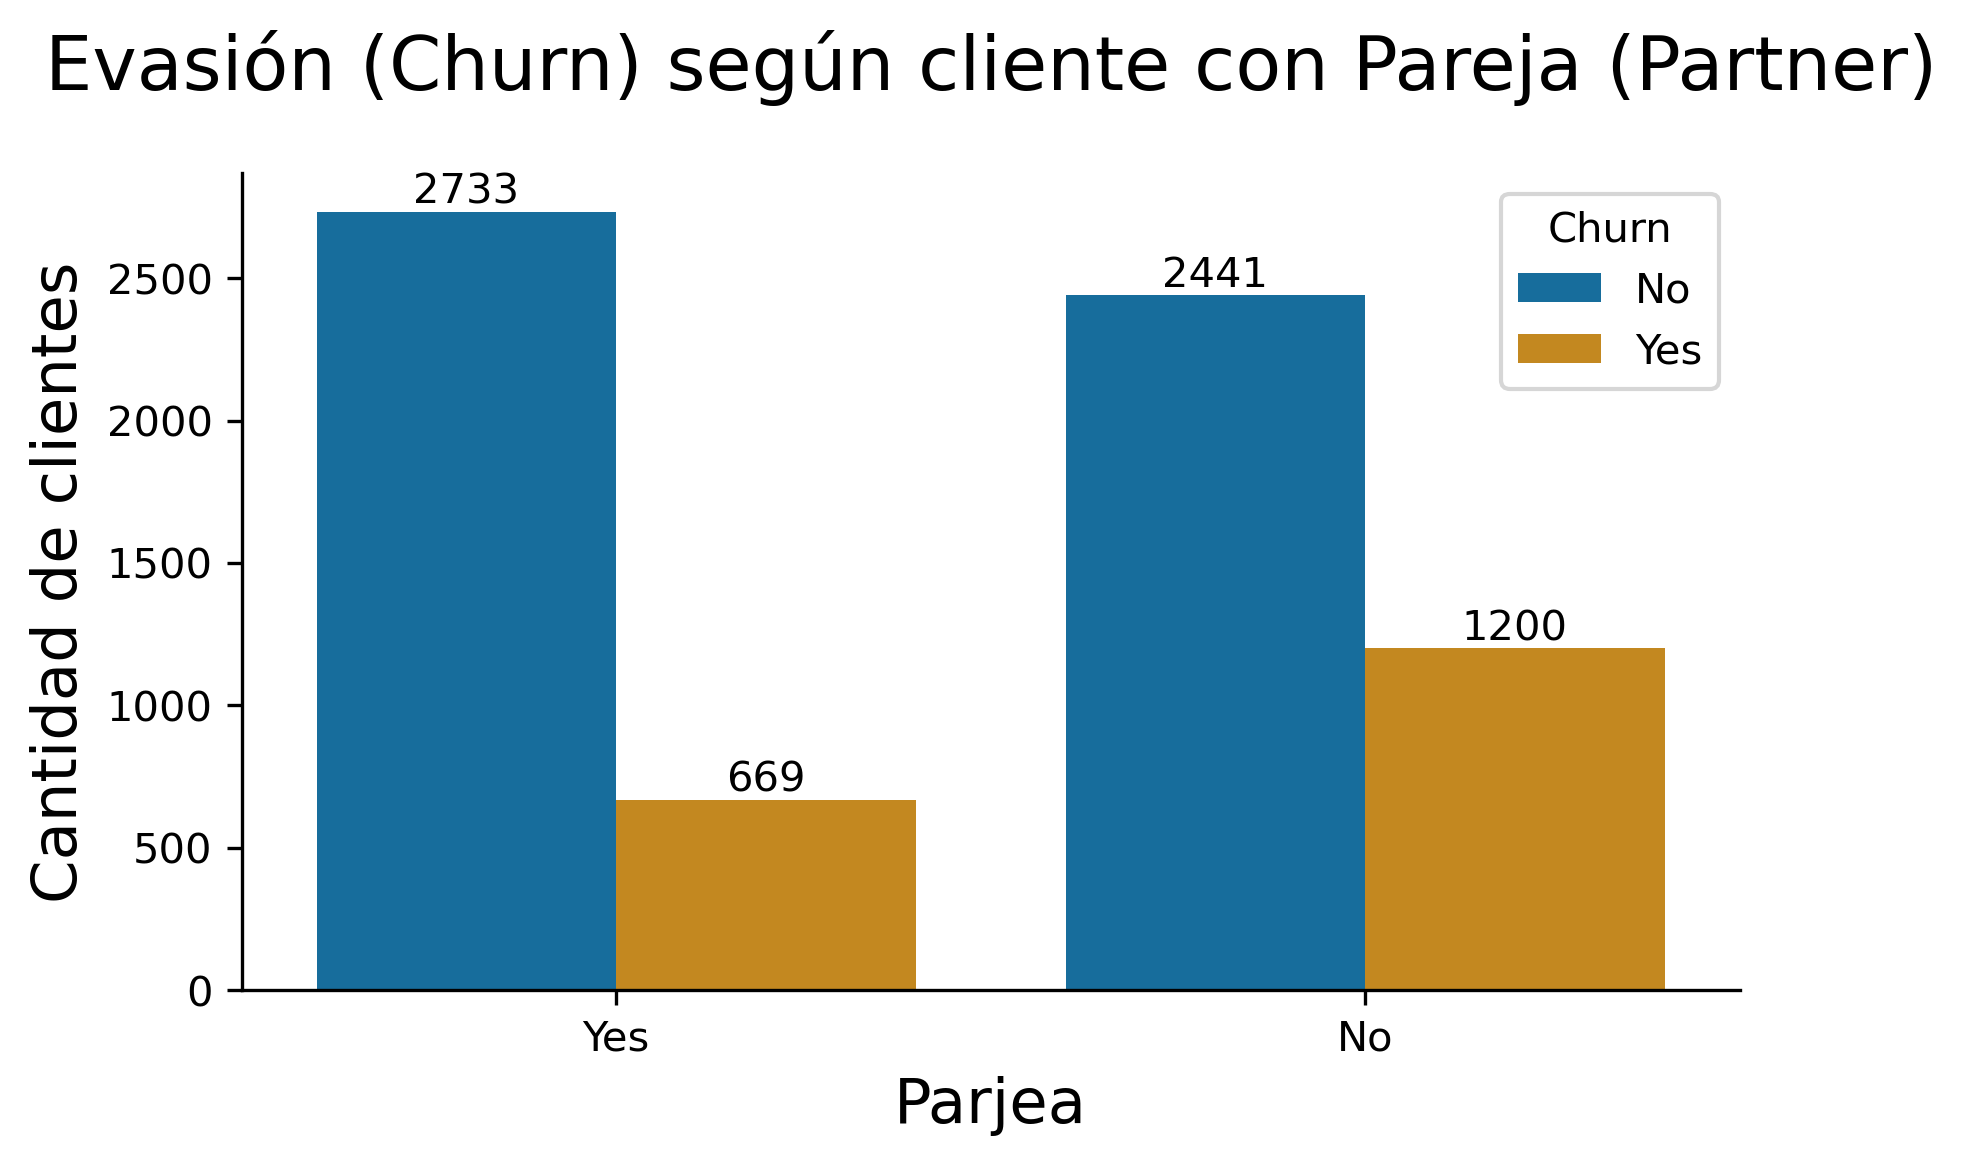 Evasión (Churn) según cliente con Pareja (Partner)
Cantidad de clientes
2500
2000
1500
1000
500
0
2733
669
2441
1200
Churn
No
Yes
Yes
No
Parjea